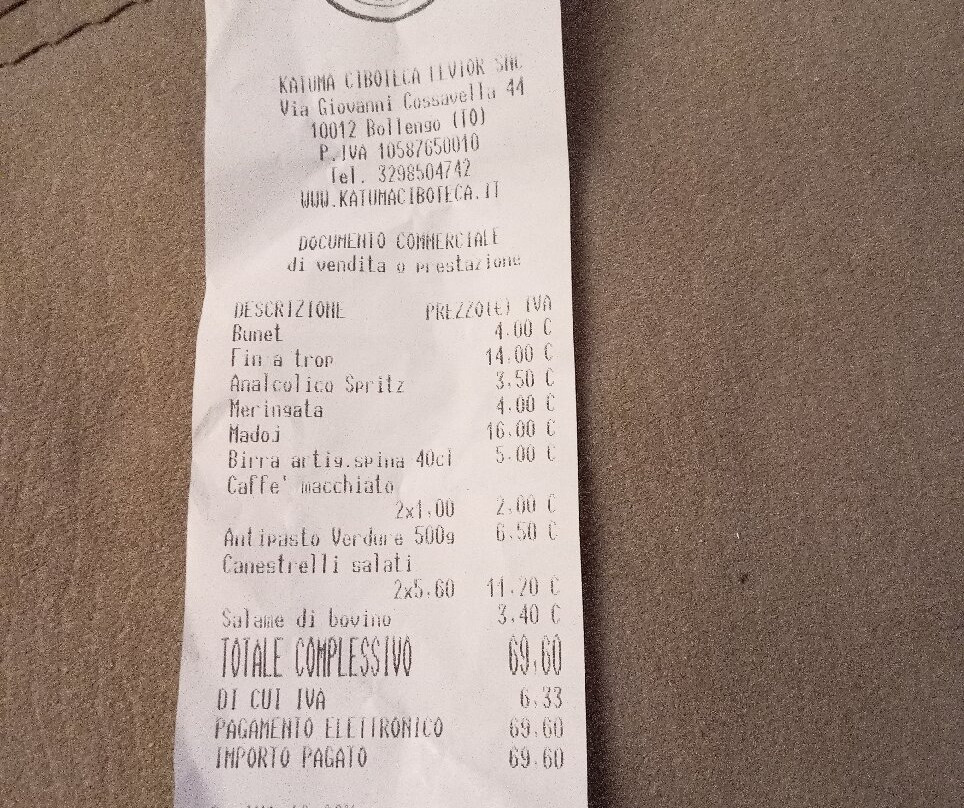 KATUMA CIBOTECA LEVIOR SNC
Via Giovanni Cossavella 44
10012 Bollengo (TO)
P.IVA 10587650010
Tel. 3298504742
WWW.KATUMACIBOTECA.IT
DOCUMENTO COMMERCIALE
di vendita o prestazione
DESCRIZIONE PREZZO(€) IVA
Bunet 4.00 C
Fin a trop 14.00 C
Analcolico Spritz 3.50 C
Meringata 4.00 C
Madoi 16.00 C
Birra artig.spina 40cl 5.00 C
Caffe' macchiato
2x1.00 2.00 C
Antipasto Verdure 500g 6.50 C
Canestrelli salati
2x5.60 11.20 C
Salame di bovino 3.40 C
TOTALE COMPLESSIVO 69,60
DI CUI IVA 6,33
PAGAMENTO ELETTRONICO 69,60
IMPORTO PAGATO 69,60